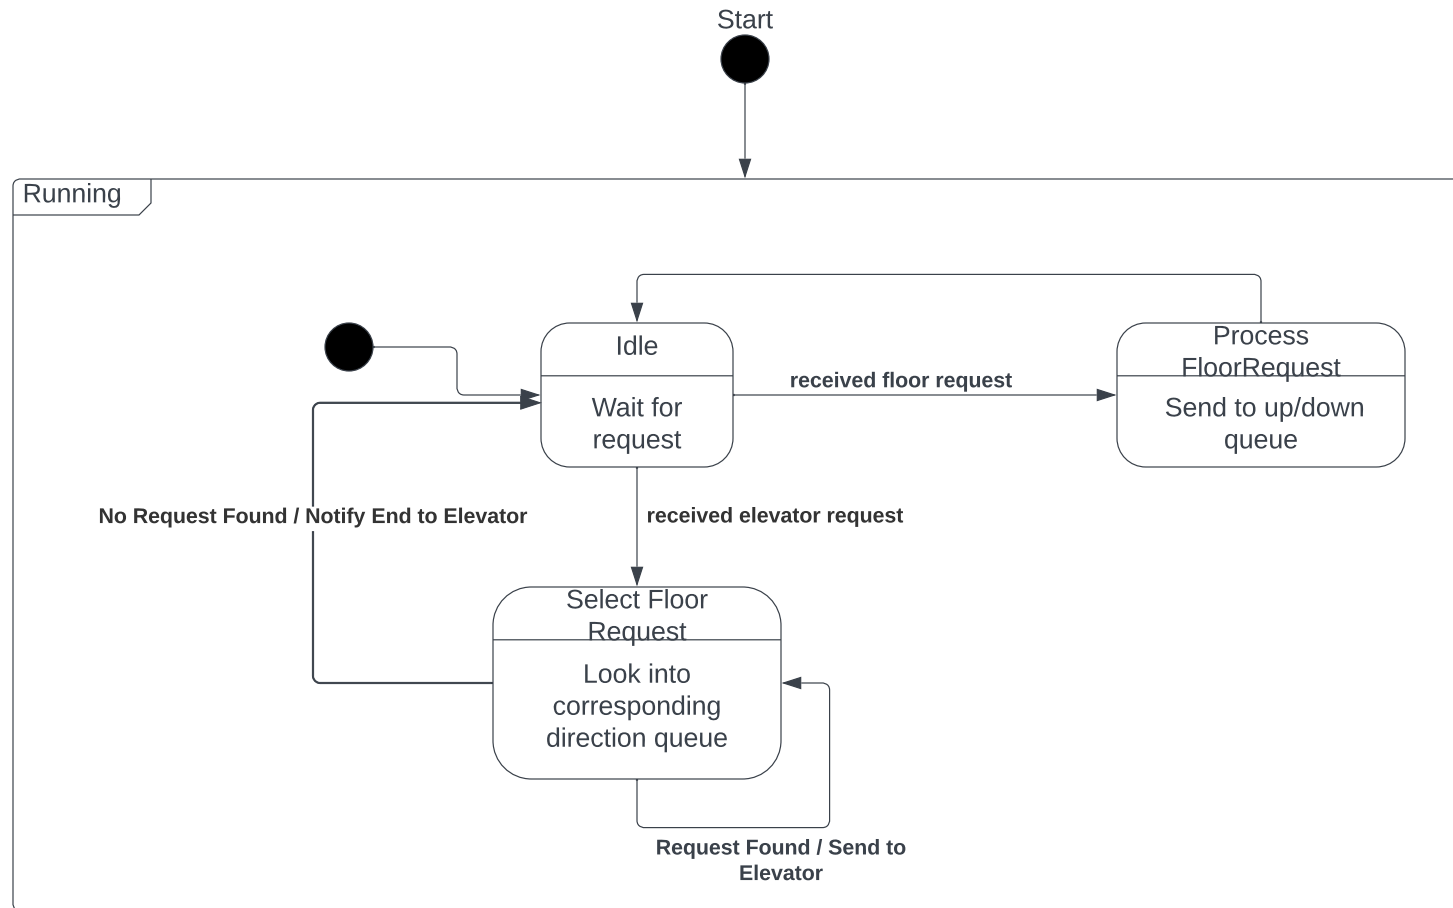 Start
Running
Idle
Wait for
request
received floor request
Process
FloorRequest
Send to up/down
queue
No Request Found / Notify End to Elevator
received elevator request
Select Floor
Request
Look into
corresponding
direction queue
Request Found / Send to
Elevator